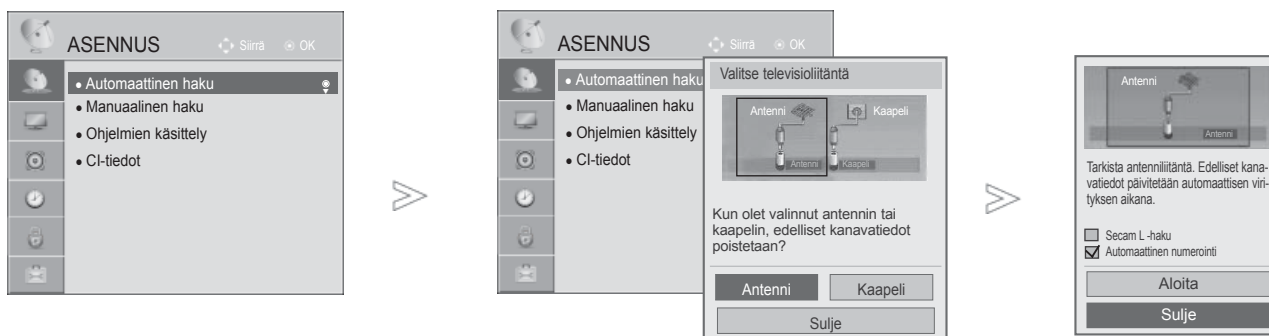 ASENNUS
Siirrä OK
• Automaattinen haku
• Manuaalinen haku
• Ohjelmien käsittely
• CI-tiedot
>
ASENNUS
Siirrä OK
• Automaattinen haku
• Manuaalinen haku
• Ohjelmien käsittely
• CI-tiedot
Valitse televisioliitäntä
Antenni Kaapeli
Antenni Kaapeli
Kun olet valinnut antennin tai
kaapelin, edelliset kanavatiedot
poistetaan?
Antenni Kaapeli
Sulje
>
Antenni
Antenni
Tarkista antenniliitäntä. Edelliset kana-
vatiedot päivitetään automaattisen viri-
tyksen aikana.
Secam L -haku
Automaattinen numerointi
Aloita
Sulje